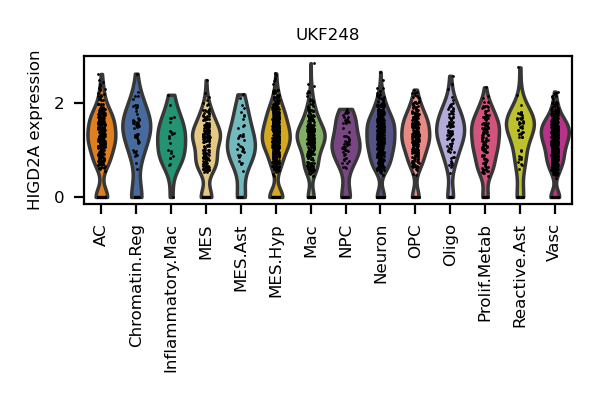 UKF248
HIGD2A expression
2
0
AC
Chromatin.Reg
Inflammatory.Mac
MES
MES.Ast
MES.Hyp
Mac
NPC
Neuron
OPC
Oligo
Prolif.Metab
Reactive.Ast
Vasc